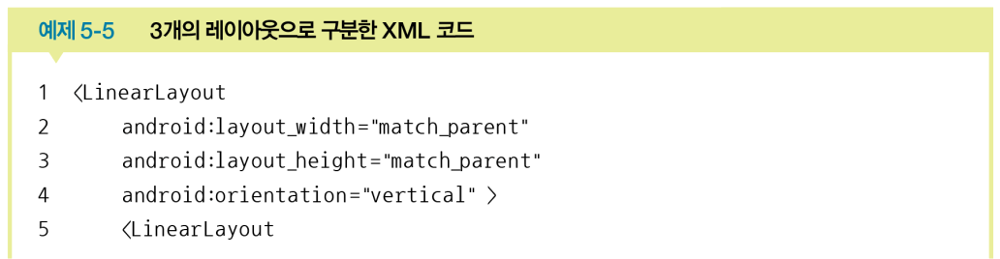 예제 5-5 3개의 레이아웃으로 구분한 XML 코드
1 <LinearLayout
2 android:layout_width="match_parent"
3 android:layout_height="match_parent"
4 android:orientation="vertical" >
5 <LinearLayout